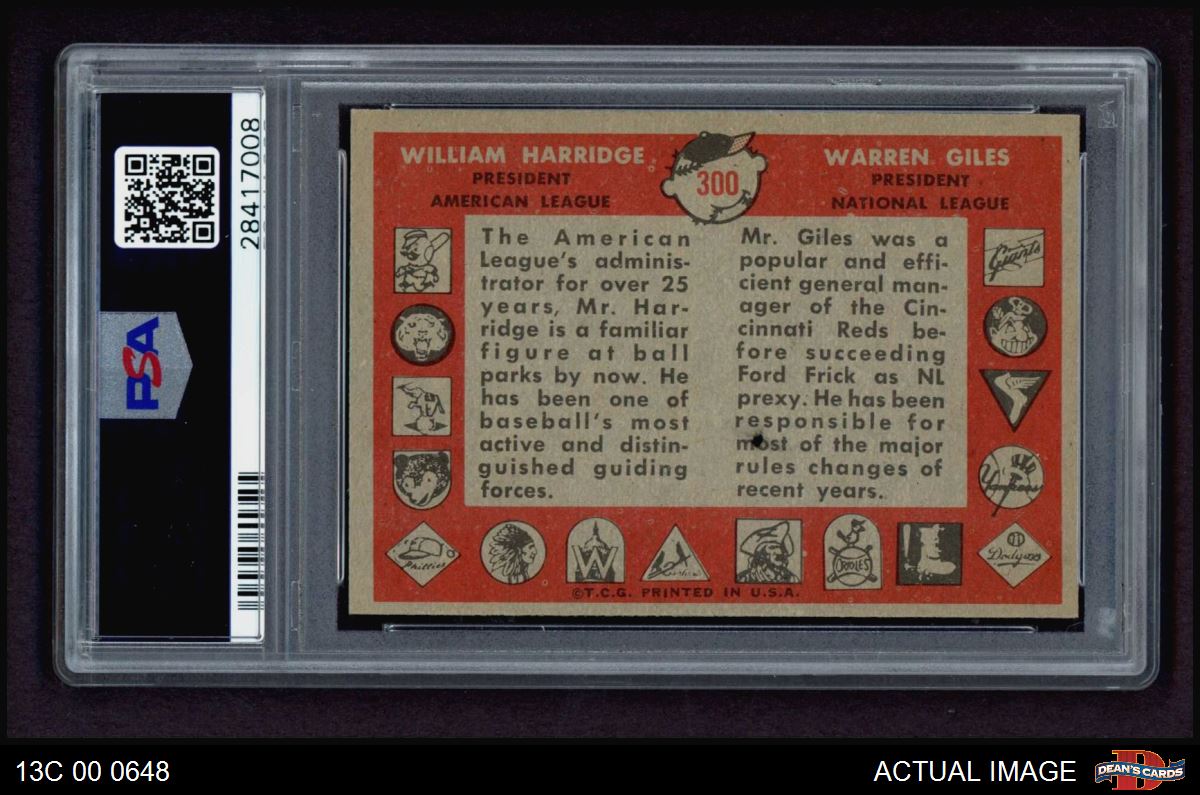 PSA
28417008
WILLIAM HARRIDGE
PRESIDENT
AMERICAN LEAGUE
300
WARREN GILES
PRESIDENT
NATIONAL LEAGUE
The American
League's adminis-
trator for over 25
years, Mr. Har-
ridge is a familiar
figure at ball
parks by now. He
has been one of
baseball's most
active and distin-
guished guiding
forces.
Mr. Giles was a
popular and effi-
cient general man-
ager of the Cin-
cinnati Reds be-
fore succeeding
Ford Frick as NL
prexy. He has been
responsible for
most of the major
rules changes of
recent years.
Giants
Yankees
Phillies
W
ORIOLES
Dodgers
©T.C.G. PRINTED IN U.S.A.
13C 00 0648
ACTUAL IMAGE
D
DEAN'S CARDS